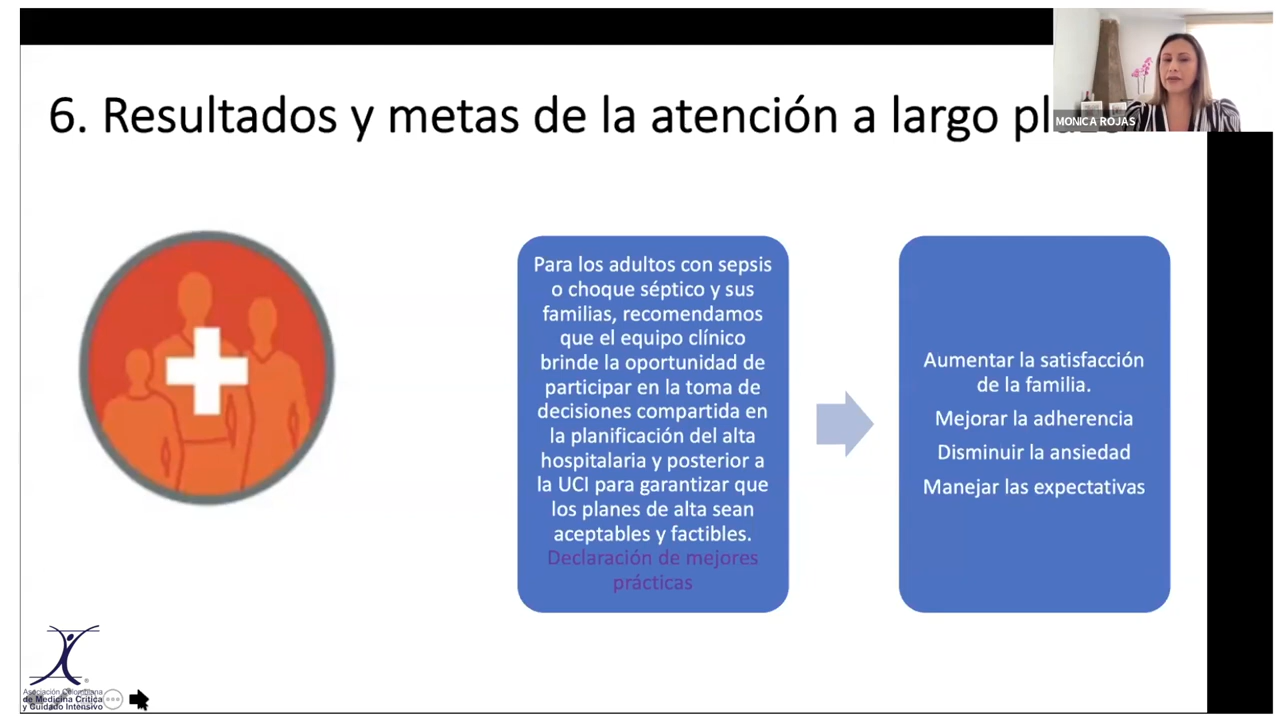 6. Resultados y metas de la atención a largo
MONICA ROJAS
Para los adultos con sepsis
o choque séptico y sus
familias, recomendamos
que el equipo clínico
brinde la oportunidad de
participar en la toma de
decisiones compartida en
la planificación del alta
hospitalaria y posterior a
la UCI para garantizar que
los planes de alta sean
aceptables y factibles.
Declaración de mejores
prácticas
Aumentar la satisfacción
de la familia.
Mejorar la adherencia
Disminuir la ansiedad
Manejar las expectativas
Asociación Colombiana
de Medicina Crítica
y Cuidado Intensivo